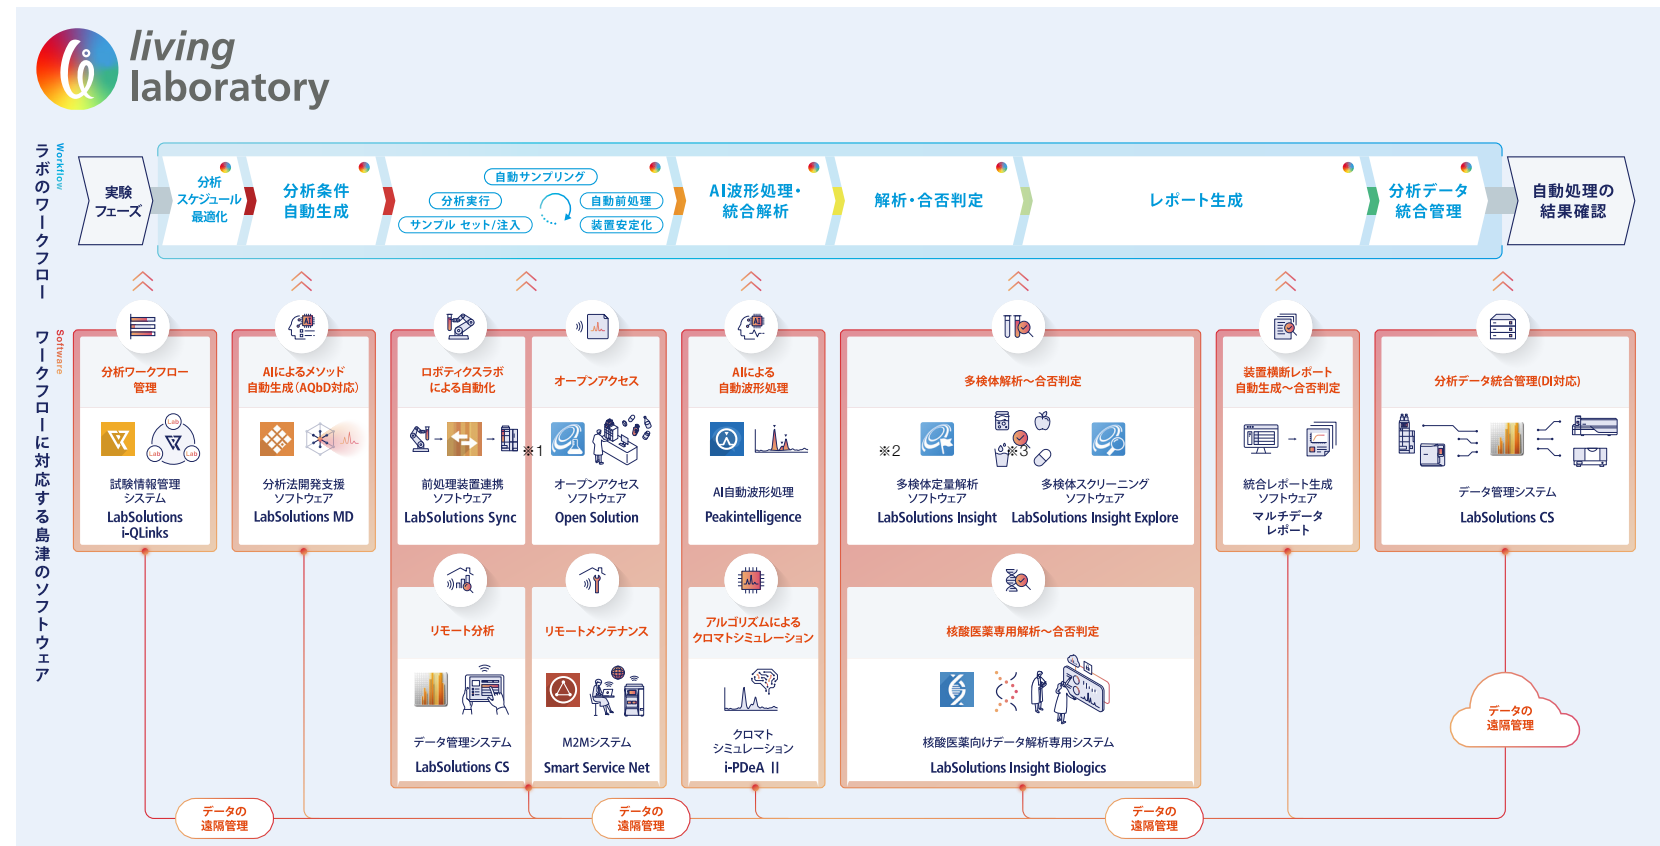 living
laboratory
Workflow
ラボのワークフロー
実験
フェーズ
分析
スケジュール
最適化
分析条件
自動生成
自動サンプリング
分析実行
自動前処理
サンプル セット/注入
装置安定化
AI波形処理・
統合解析
解析・合否判定
レポート生成
分析データ
統合管理
自動処理の
結果確認
Software
ワークフローに対応する島津のソフトウェア
分析ワークフロー
管理
Lab
Lab
Lab
試験情報管理
システム
LabSolutions
i-QLinks
AIによるメソッド
自動生成(AQbD対応)
AI
分析法開発支援
ソフトウェア
LabSolutions MD
ロボティクスラボ
による自動化
※1
前処理装置連携
ソフトウェア
LabSolutions Sync
オープンアクセス
オープンアクセス
ソフトウェア
Open Solution
AIによる
自動波形処理
AI
AI自動波形処理
Peakintelligence
多検体解析〜合否判定
※2
※3
多検体定量解析
ソフトウェア
LabSolutions Insight
多検体スクリーニング
ソフトウェア
LabSolutions Insight Explore
装置横断レポート
自動生成〜合否判定
統合レポート生成
ソフトウェア
マルチデータ
レポート
分析データ統合管理(DI対応)
データ管理システム
LabSolutions CS
リモート分析
データ管理システム
LabSolutions CS
リモートメンテナンス
M2Mシステム
Smart Service Net
アルゴリズムによる
クロマトシミュレーション
クロマト
シミュレーション
i-PDeA II
核酸医薬専用解析〜合否判定
核酸医薬向けデータ解析専用システム
LabSolutions Insight Biologics
データの
遠隔管理
データの
遠隔管理
データの
遠隔管理
データの
遠隔管理